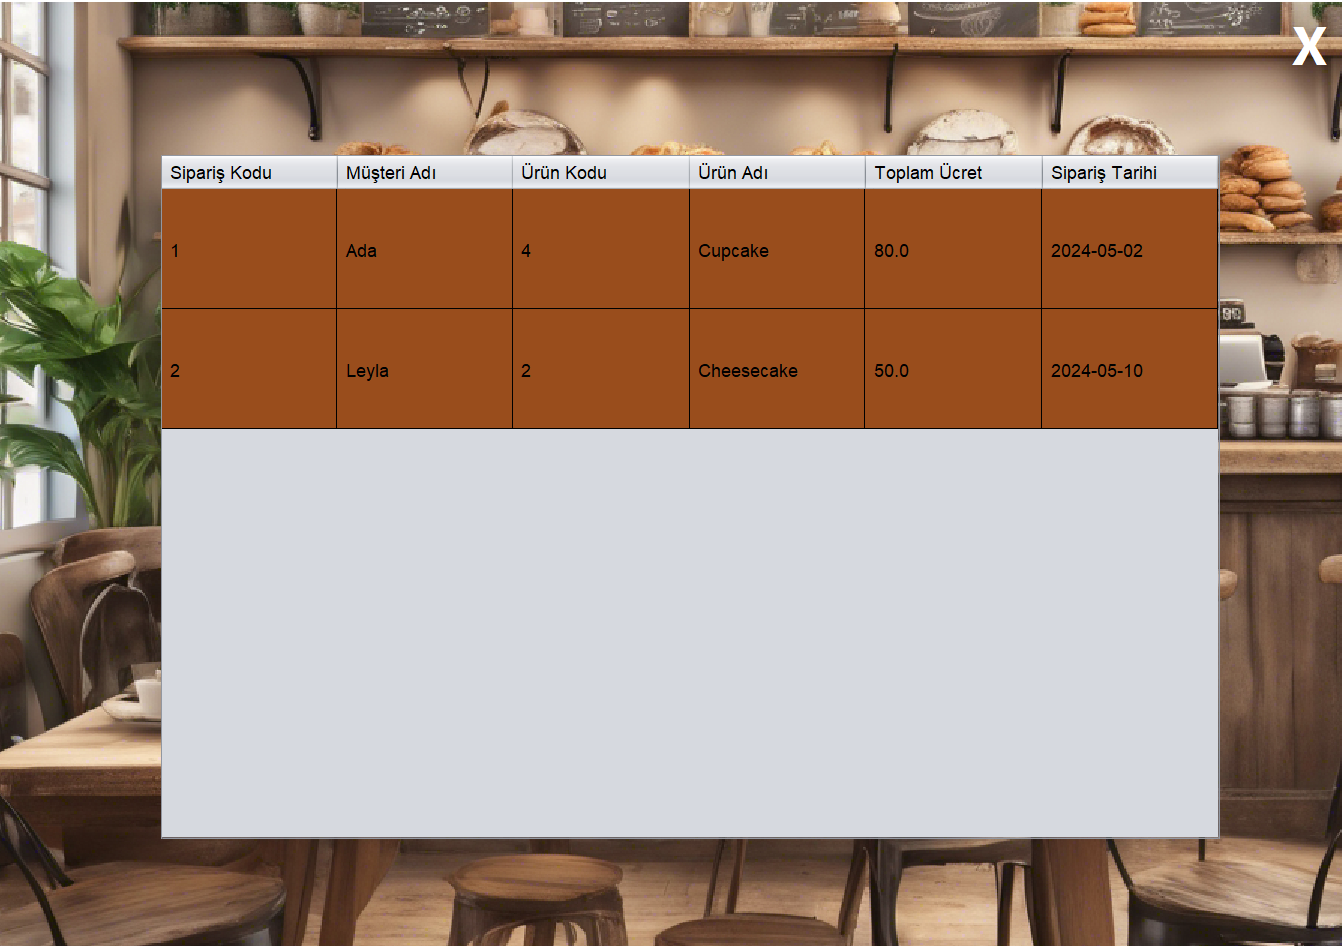 X
Sipariş Kodu Müşteri Adı Ürün Kodu Ürün Adı Toplam Ücret Sipariş Tarihi
1 Ada 4 Cupcake 80.0 2024-05-02
2 Leyla 2 Cheesecake 50.0 2024-05-10